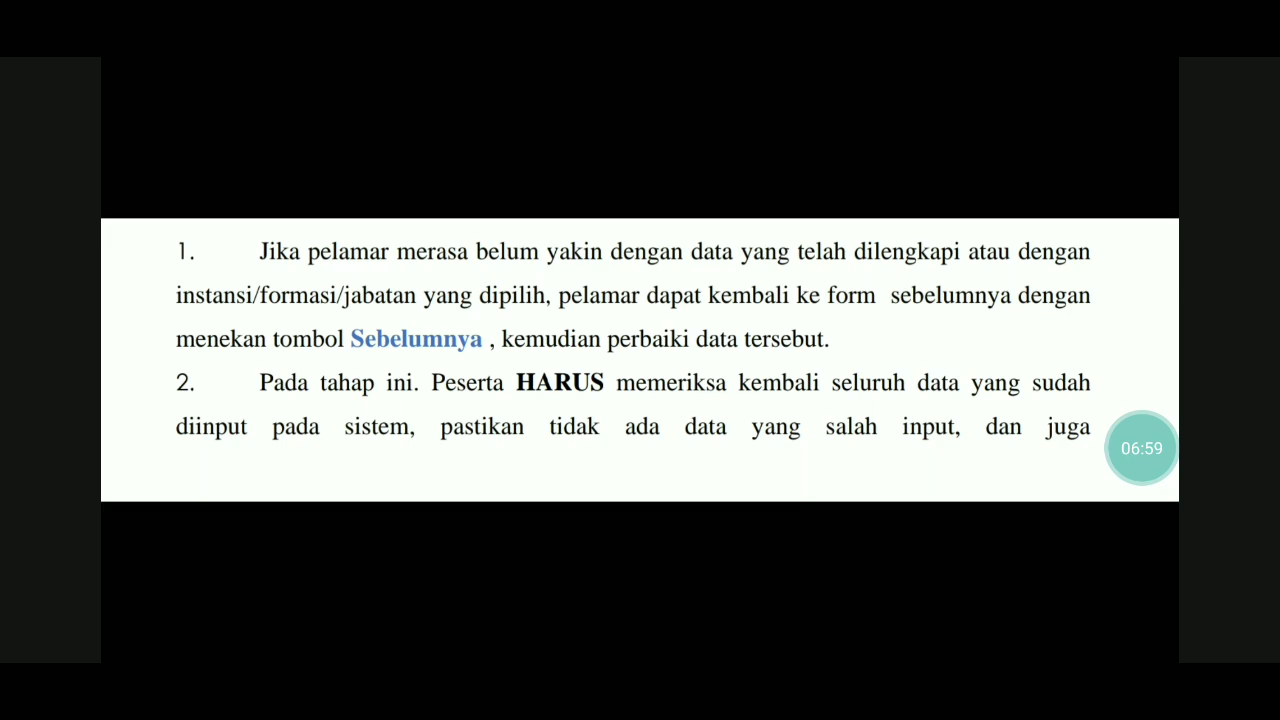 1. Jika pelamar merasa belum yakin dengan data yang telah dilengkapi atau dengan
instansi/formasi/jabatan yang dipilih, pelamar dapat kembali ke form sebelumnya dengan
menekan tombol Sebelumnya , kemudian perbaiki data tersebut.
2. Pada tahap ini. Peserta HARUS memeriksa kembali seluruh data yang sudah
diinput pada sistem, pastikan tidak ada data yang salah input, dan juga
06:59